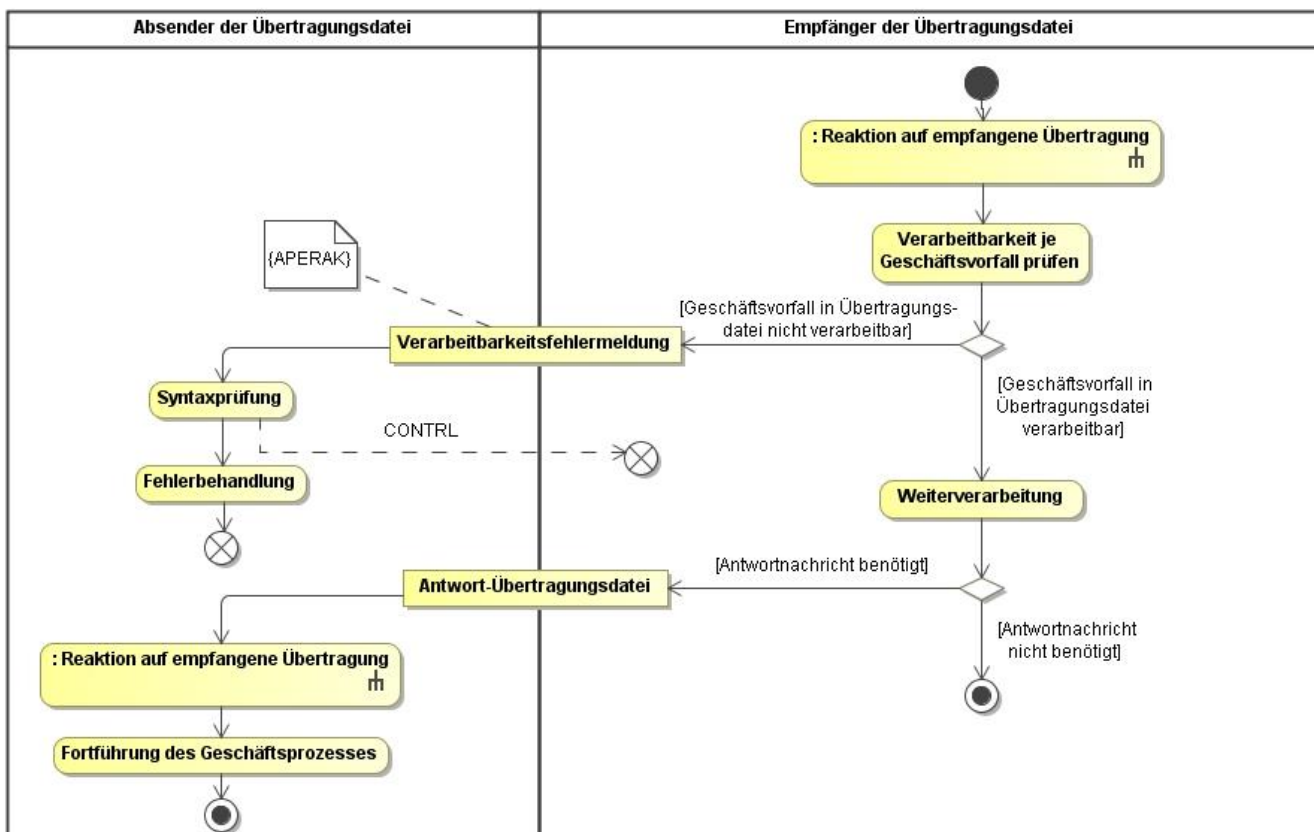 Absender der Übertragungsdatei
Empfänger der Übertragungsdatei
: Reaktion auf empfangene Übertragung
Verarbeitbarkeit je
Geschäftsvorfall prüfen
{APERAK}
[Geschäftsvorfall in Übertragungs-
datei nicht verarbeitbar]
Verarbeitbarkeitsfehlermeldung
[Geschäftsvorfall in
Übertragungsdatei
verarbeitbar]
Syntaxprüfung
CONTRL
Fehlerbehandlung
Weiterverarbeitung
[Antwortnachricht benötigt]
Antwort-Übertragungsdatei
[Antwortnachricht
nicht benötigt]
: Reaktion auf empfangene Übertragung
Fortführung des Geschäftsprozesses